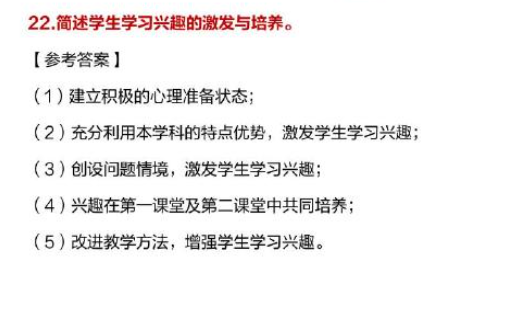 22.简述学生学习兴趣的激发与培养。
【参考答案】
（1）建立积极的心理准备状态；
（2）充分利用本学科的特点优势，激发学生学习兴趣；
（3）创设问题情境，激发学生学习兴趣；
（4）兴趣在第一课堂及第二课堂中共同培养；
（5）改进教学方法，增强学生学习兴趣。